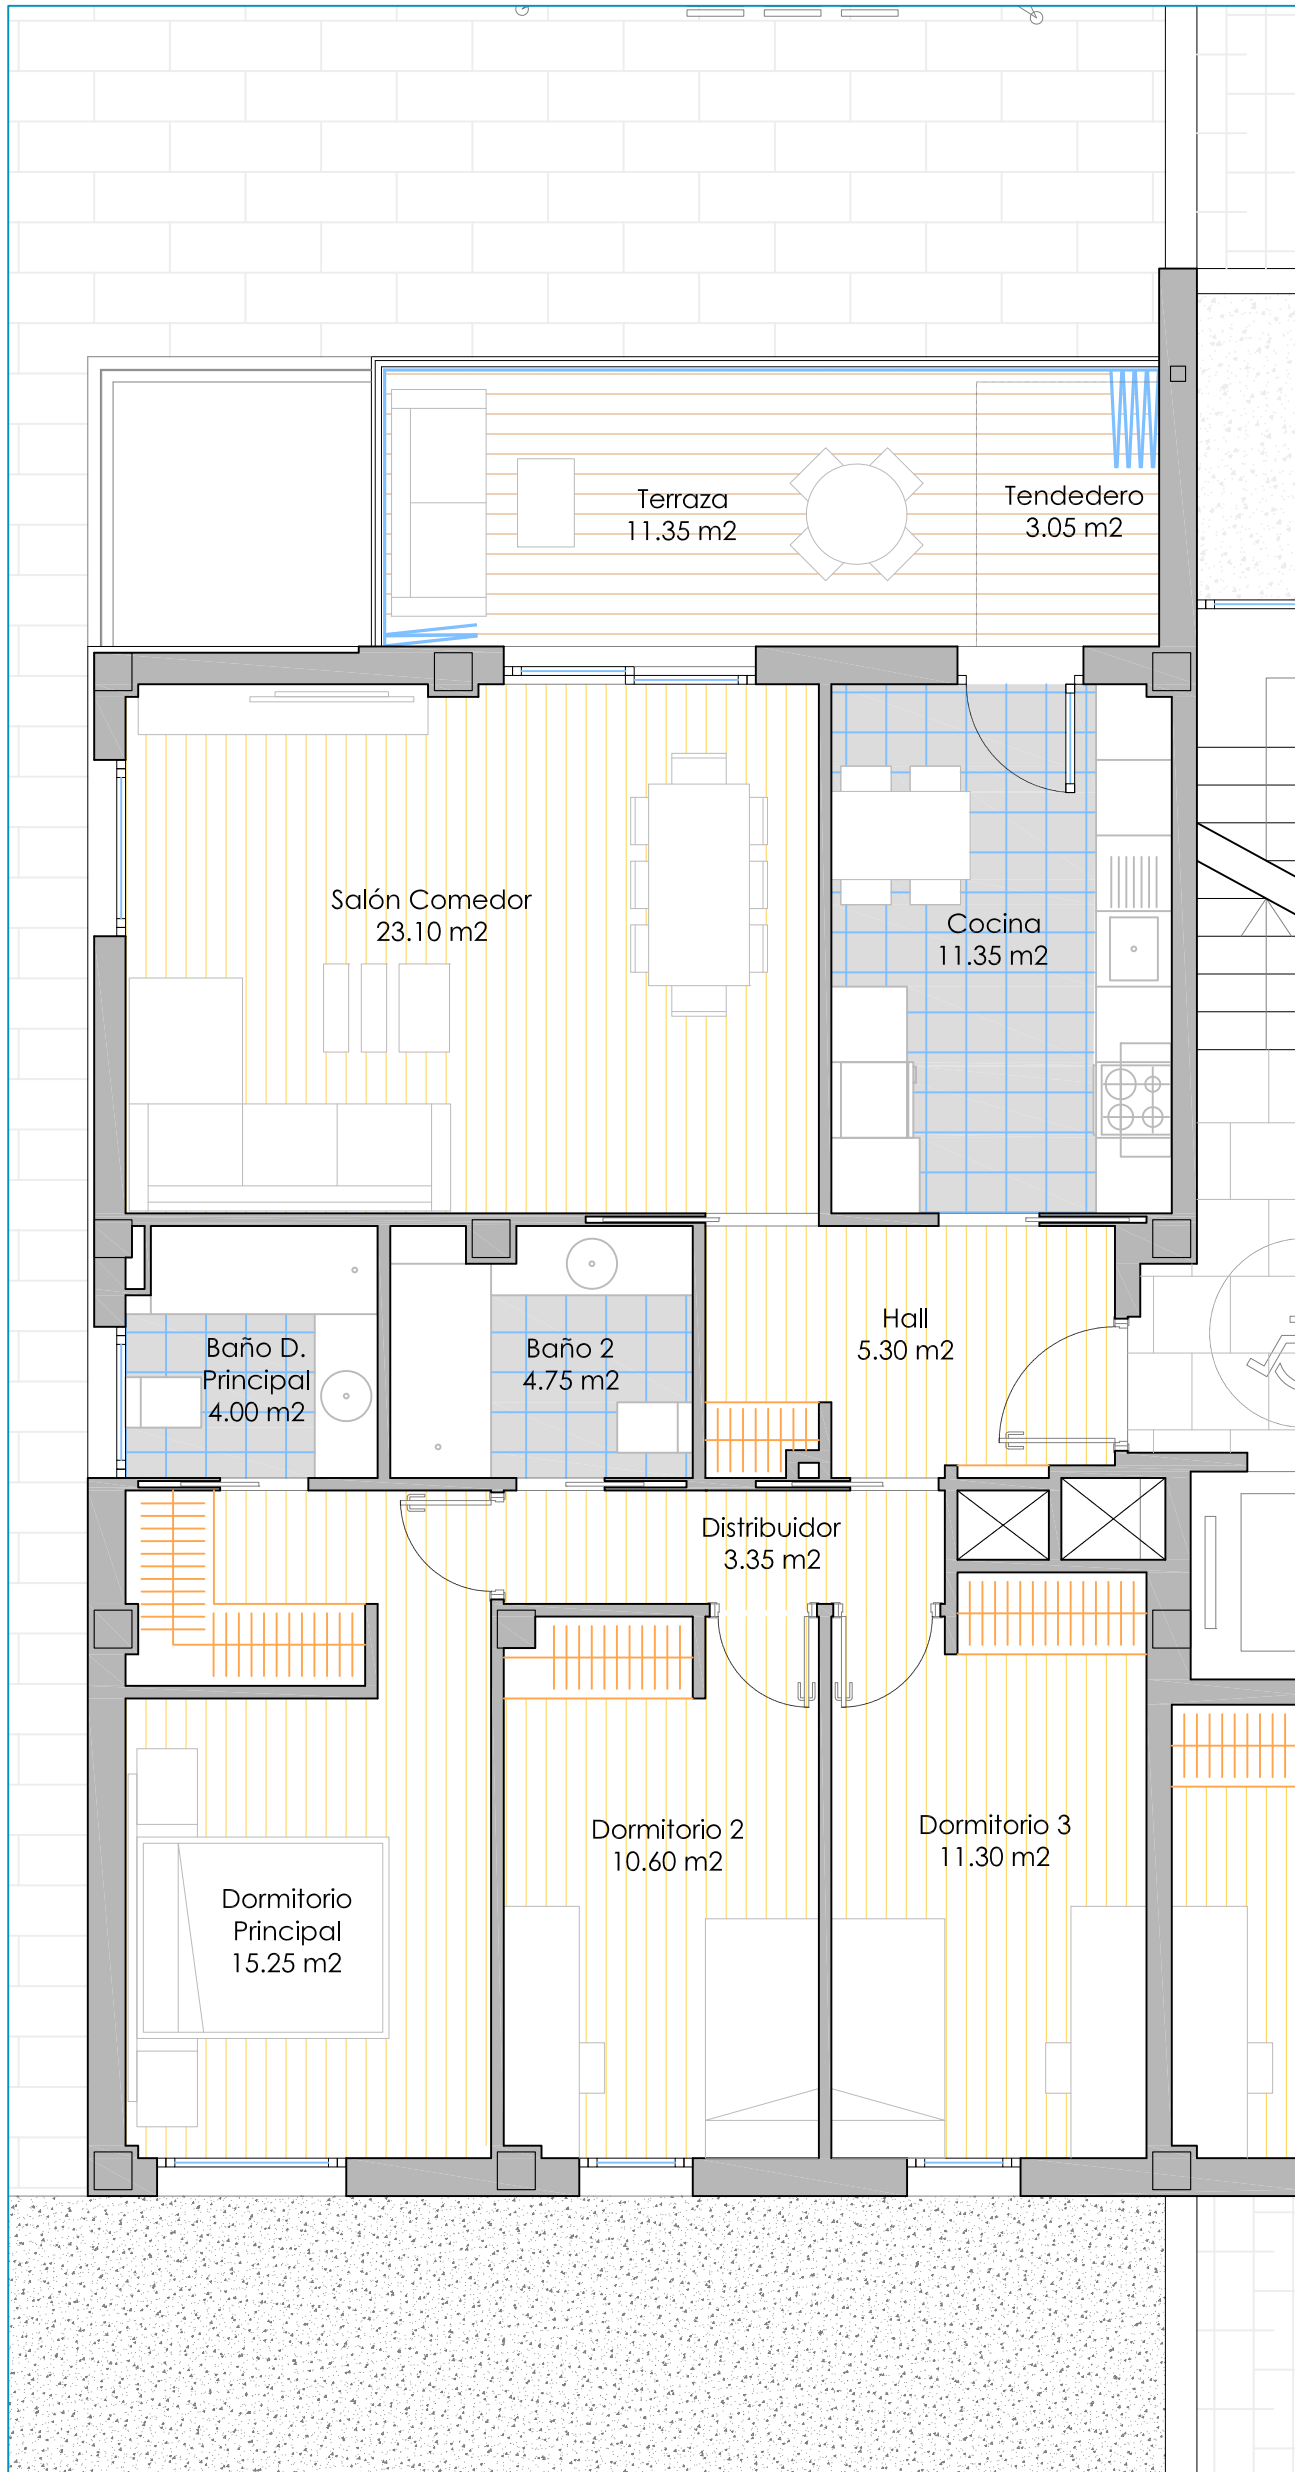 Terraza
11.35 m2
Tendedero
3.05 m2
Salón Comedor
23.10 m2
Cocina
11.35 m2
Hall
5.30 m2
Baño D.
Principal
4.00 m2
Baño 2
4.75 m2
Distribuidor
3.35 m2
Dormitorio 2
10.60 m2
Dormitorio 3
11.30 m2
Dormitorio
Principal
15.25 m2